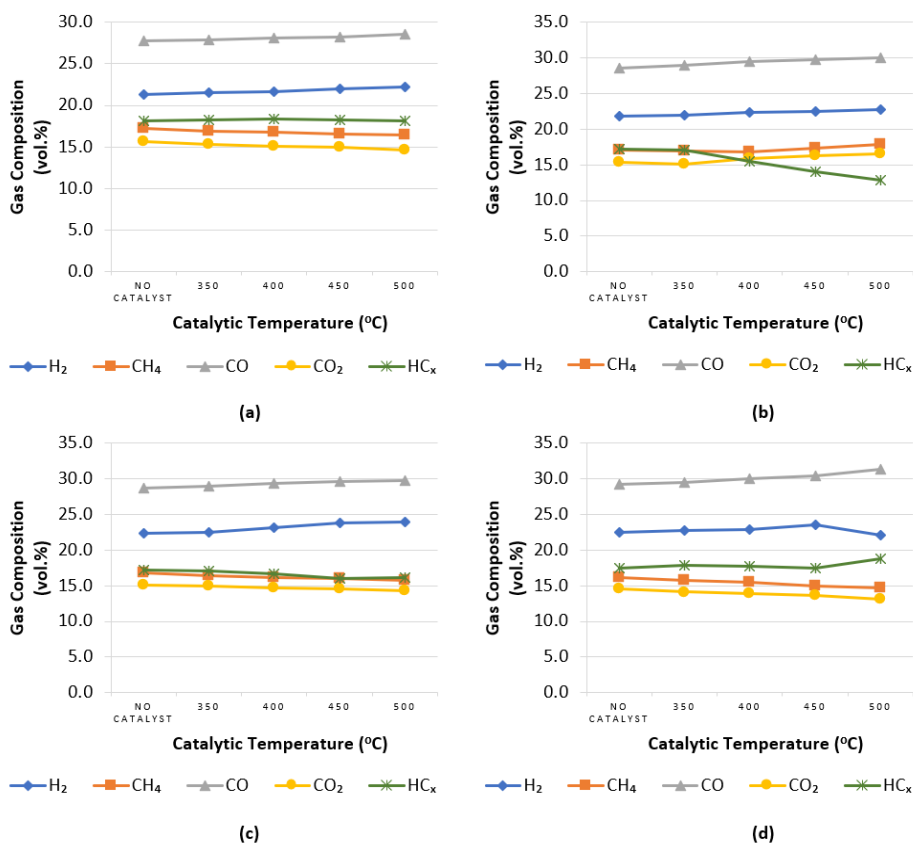 30.0
25.0
20.0
15.0
10.0
5.0
0.0
Gas Composition
(vol.%)
NO
CATALYST
350
400
450
500
Catalytic Temperature (⁰C)
H₂
CH₄
CO
CO₂
HCₓ
(a)
35.0
30.0
25.0
20.0
15.0
10.0
5.0
0.0
Gas Composition
(vol.%)
NO
CATALYST
350
400
450
500
Catalytic Temperature (⁰C)
H₂
CH₄
CO
CO₂
HCₓ
(b)
35.0
30.0
25.0
20.0
15.0
10.0
5.0
0.0
Gas Composition
(vol.%)
NO
CATALYST
350
400
450
500
Catalytic Temperature (⁰C)
H₂
CH₄
CO
CO₂
HCₓ
(c)
35.0
30.0
25.0
20.0
15.0
10.0
5.0
0.0
Gas Composition
(vol.%)
NO
CATALYST
350
400
450
500
Catalytic Temperature (⁰C)
H₂
CH₄
CO
CO₂
HCₓ
(d)